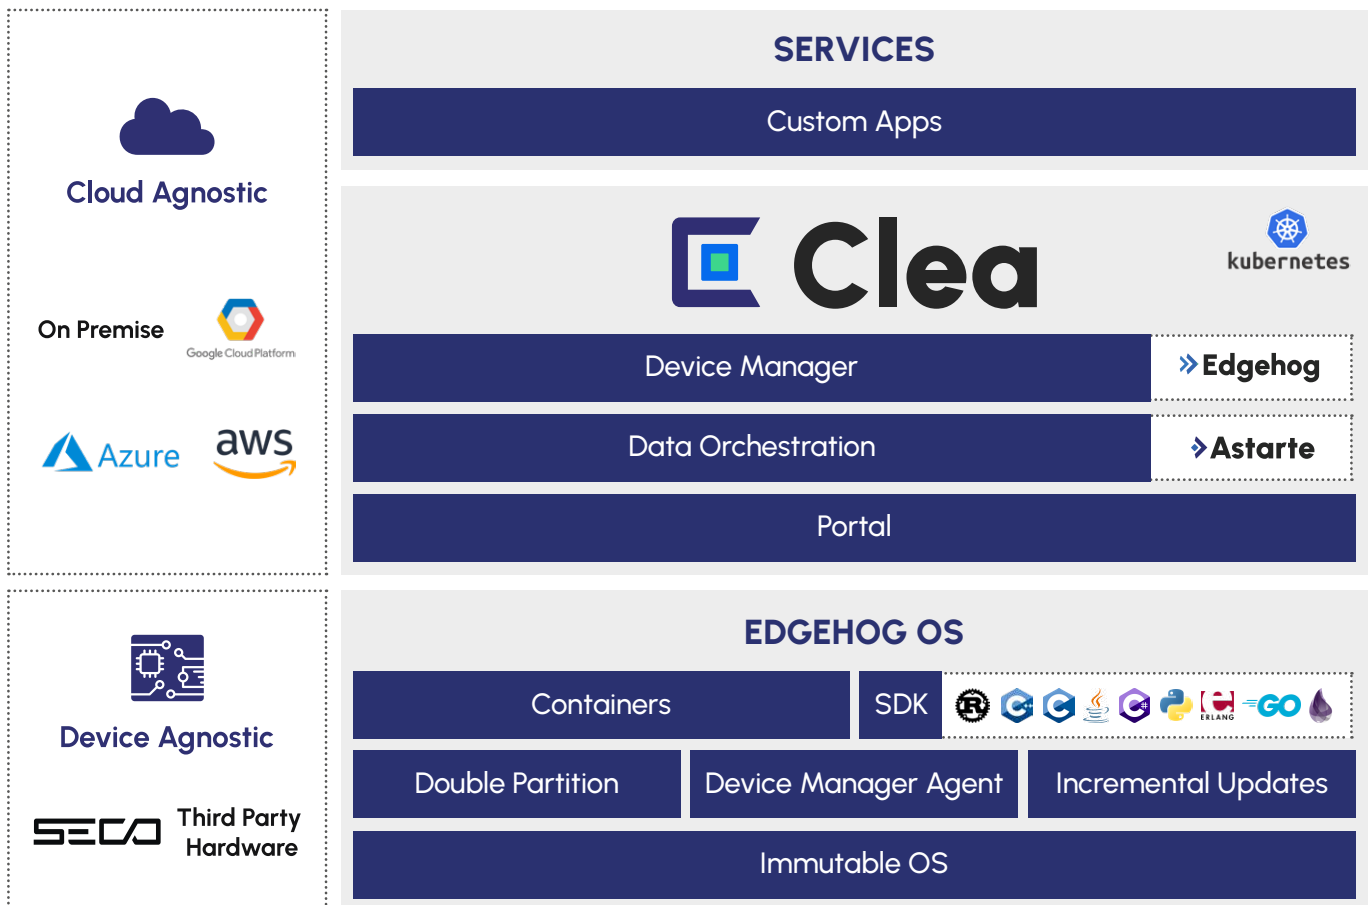 SERVICES
Custom Apps
Cloud Agnostic
On Premise
Google Cloud Platform
Azure
aws
Clea
kubernetes
Device Manager
Edgehog
Data Orchestration
Astarte
Portal
Device Agnostic
SECO
Third Party
Hardware
EDGEHOG OS
Containers
SDK
R
C++
C
C#
ERLANG
GO
Double Partition
Device Manager Agent
Incremental Updates
Immutable OS